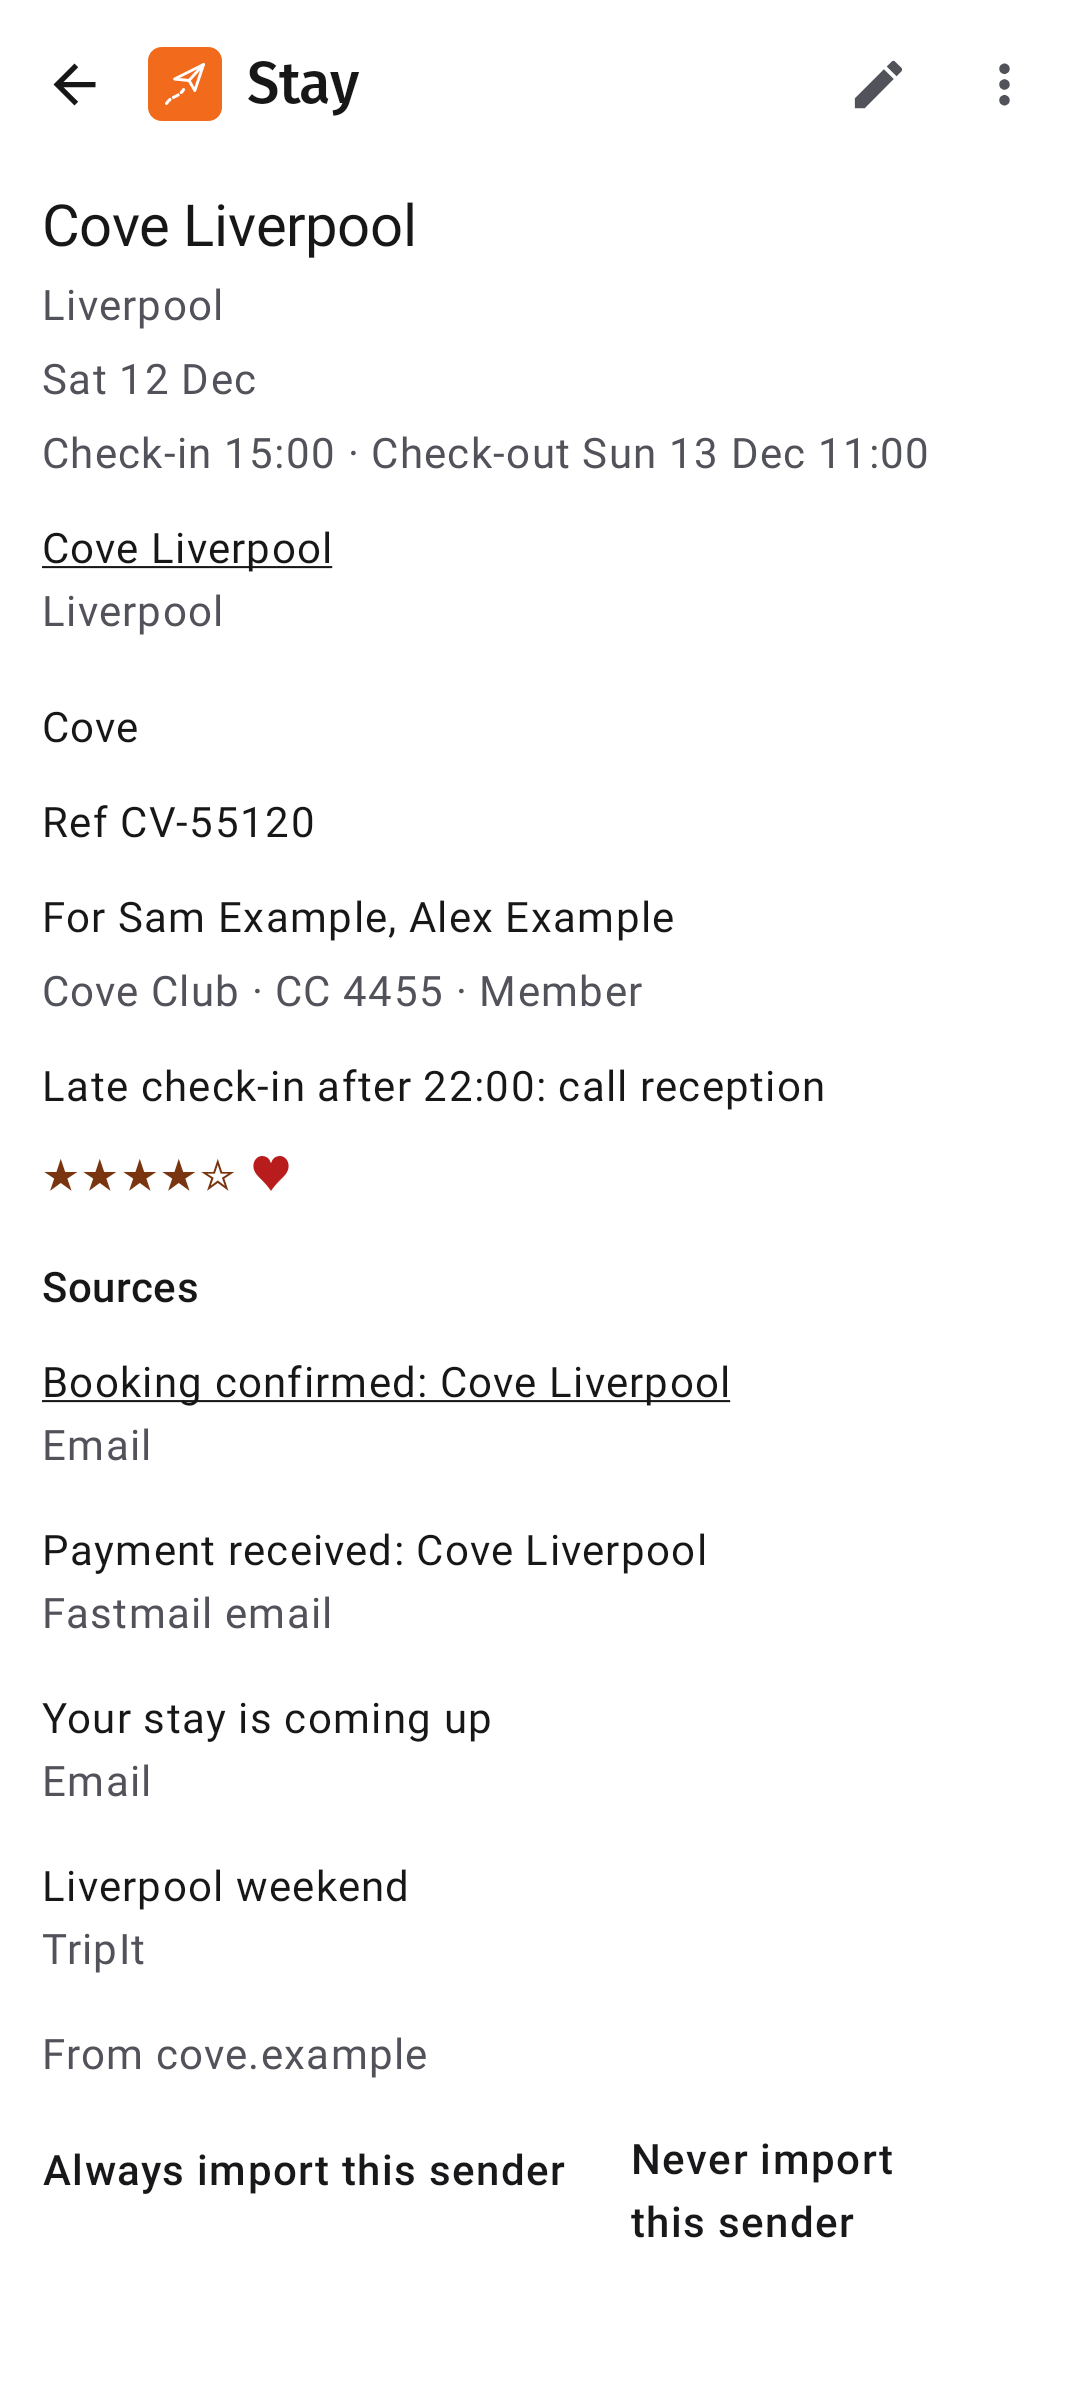 Stay
Cove Liverpool
Liverpool
Sat 12 Dec
Check-in 15:00 · Check-out Sun 13 Dec 11:00
Cove Liverpool
Liverpool
Cove
Ref CV-55120
For Sam Example, Alex Example
Cove Club · CC 4455 · Member
Late check-in after 22:00: call reception
★★★★☆ ♥
Sources
Booking confirmed: Cove Liverpool
Email
Payment received: Cove Liverpool
Fastmail email
Your stay is coming up
Email
Liverpool weekend
TripIt
From cove.example
Always import this sender
Never import
this sender